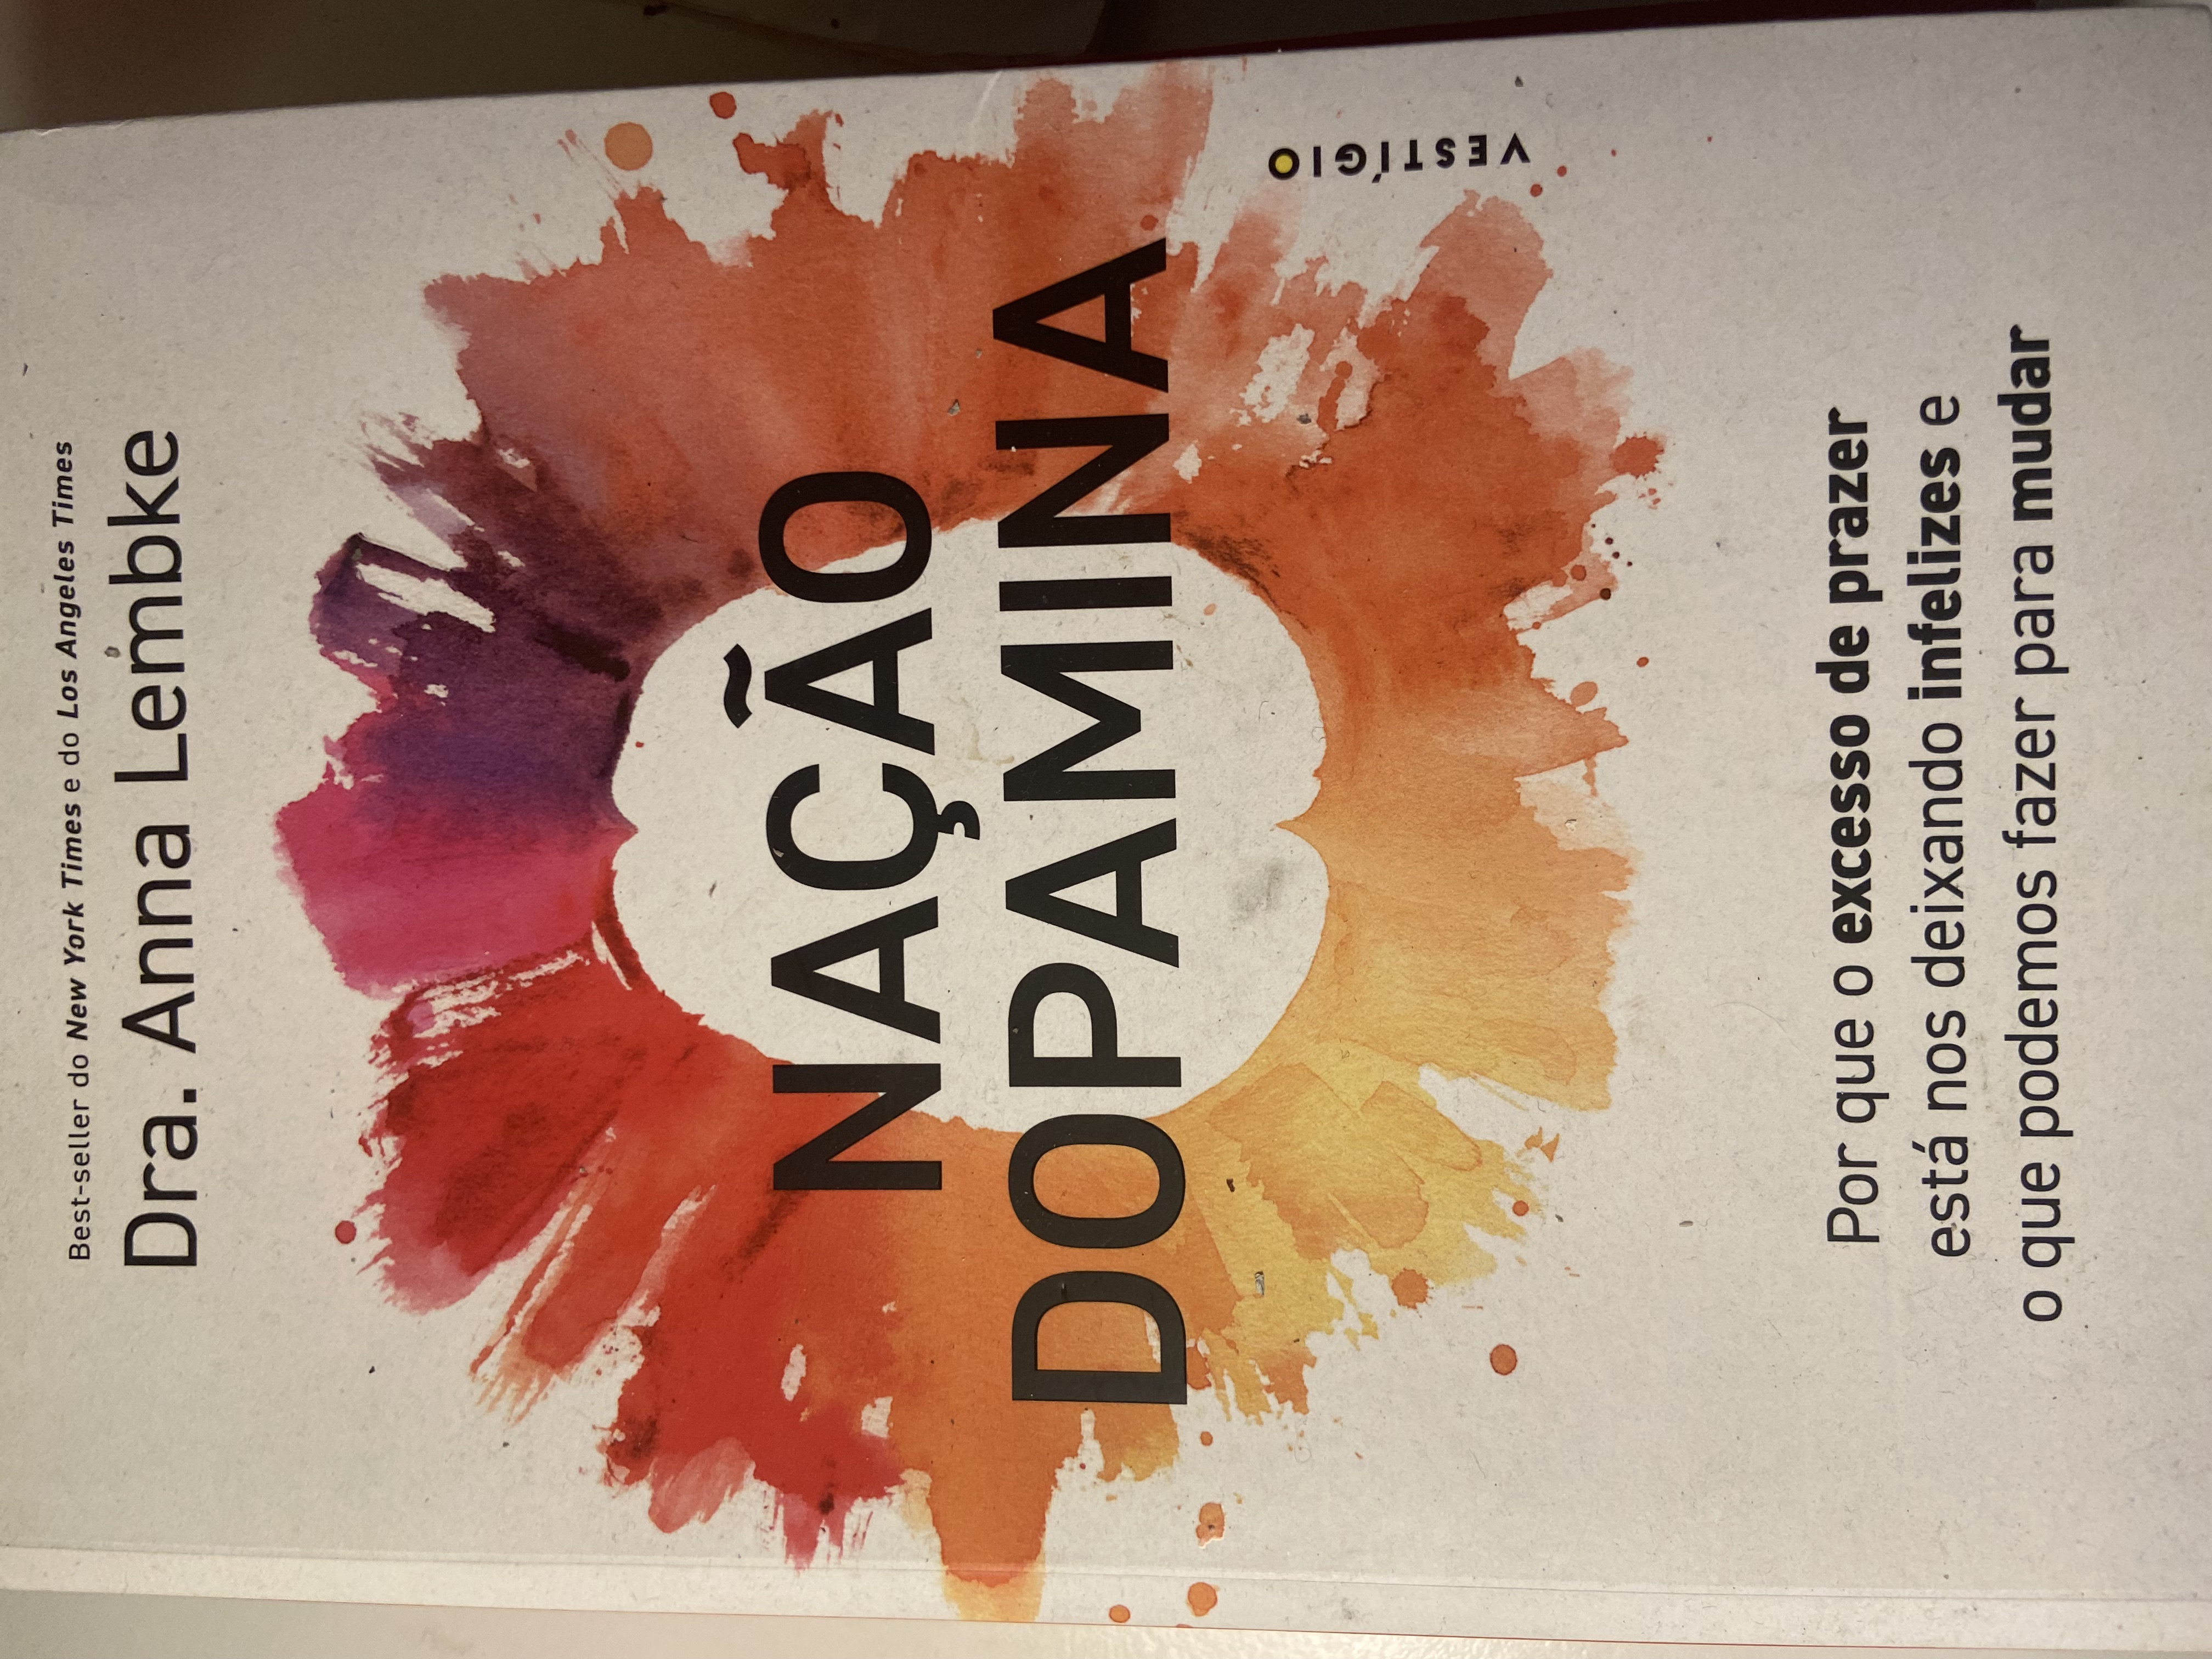 Best-seller do New York Times e do Los Angeles Times
Dra. Anna Lembke
NAÇÃO
DOPAMINA
VESTÍGIO
Por que o excesso de prazer
está nos deixando infelizes e
o que podemos fazer para mudar